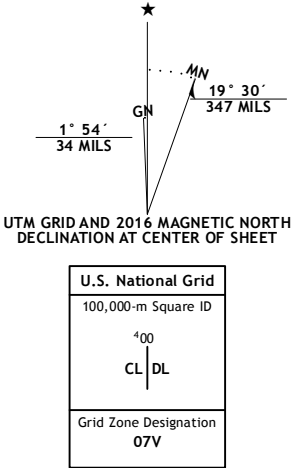 ★
MN
GN
19° 30´
347 MILS
1° 54´
34 MILS
UTM GRID AND 2016 MAGNETIC NORTH
DECLINATION AT CENTER OF SHEET
U.S. National Grid
100,000-m Square ID
⁴00
CL DL
Grid Zone Designation
07V